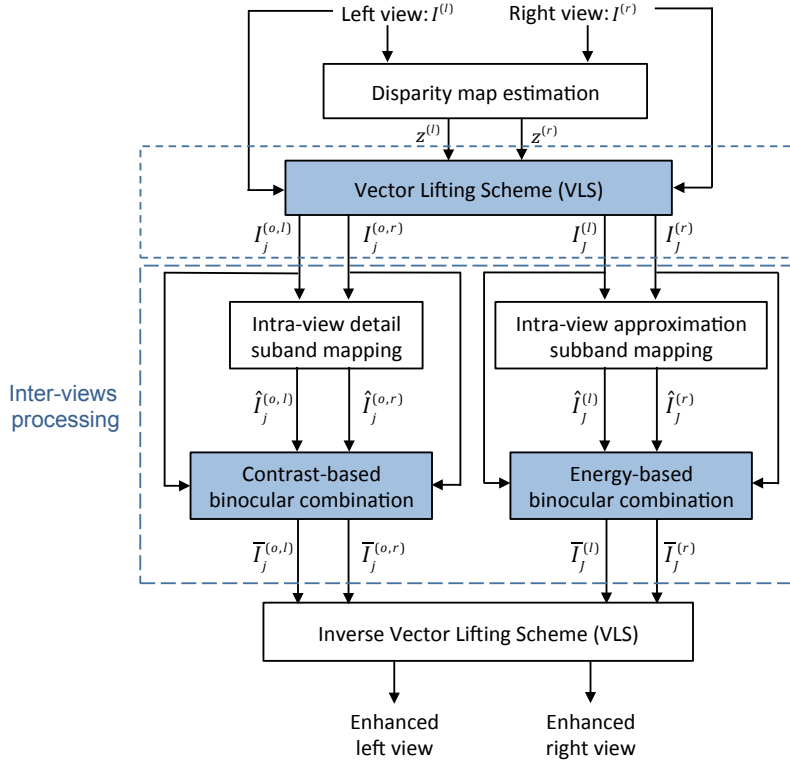 Left view: I^(l) Right view: I^(r)
Disparity map estimation
z^(l) z^(r)
Vector Lifting Scheme (VLS)
I_j^(o,l) I_j^(o,r) I_J^(l) I_J^(r)
Intra-view detail
suband mapping
Intra-view approximation
subband mapping
Inter-views
processing
Î_j^(o,l) Î_j^(o,r) Î_J^(l) Î_J^(r)
Contrast-based
binocular combination
Energy-based
binocular combination
Ī_j^(o,l) Ī_j^(o,r) Ī_J^(l) Ī_J^(r)
Inverse Vector Lifting Scheme (VLS)
Enhanced
left view
Enhanced
right view